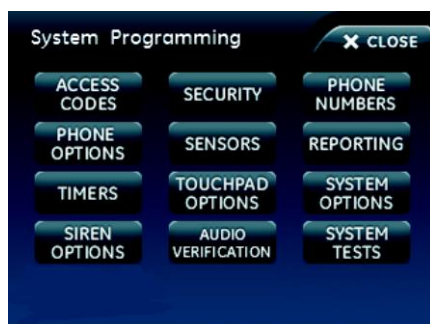 System Programming
X CLOSE
ACCESS
CODES
SECURITY
PHONE
NUMBERS
PHONE
OPTIONS
SENSORS
REPORTING
TIMERS
TOUCHPAD
OPTIONS
SYSTEM
OPTIONS
SIREN
OPTIONS
AUDIO
VERIFICATION
SYSTEM
TESTS